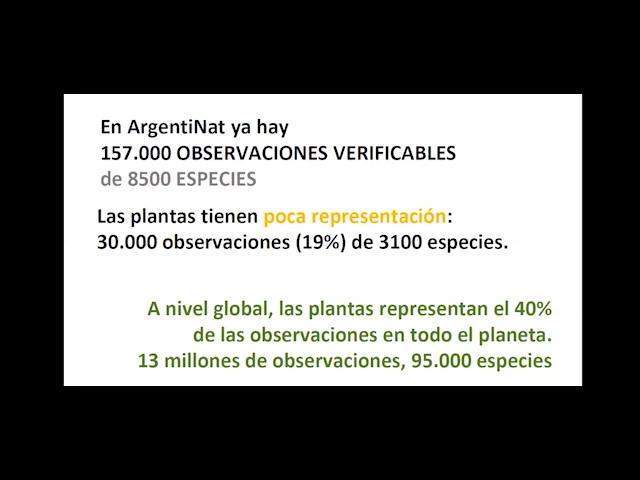 En ArgentiNat ya hay
157.000 OBSERVACIONES VERIFICABLES
de 8500 ESPECIES
Las plantas tienen poca representación:
30.000 observaciones (19%) de 3100 especies.
A nivel global, las plantas representan el 40%
de las observaciones en todo el planeta.
13 millones de observaciones, 95.000 especies